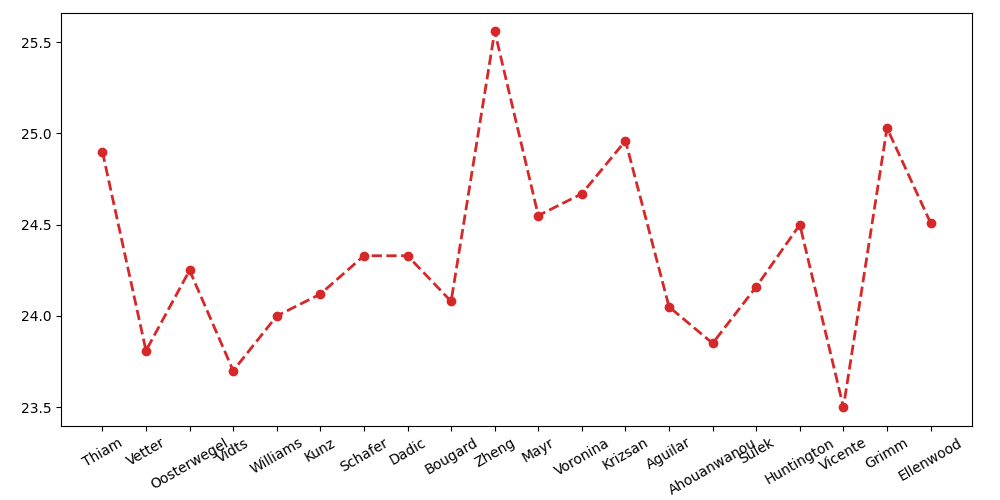 25.5
25.0
24.5
24.0
23.5
Thiam
Vetter
Oosterwegel
Vidts
Williams
Kunz
Schafer
Dadic
Bougard
Zheng
Mayr
Voronina
Krizsan
Aguilar
Ahouanwanou
Sulek
Huntington
Vicente
Grimm
Ellenwood